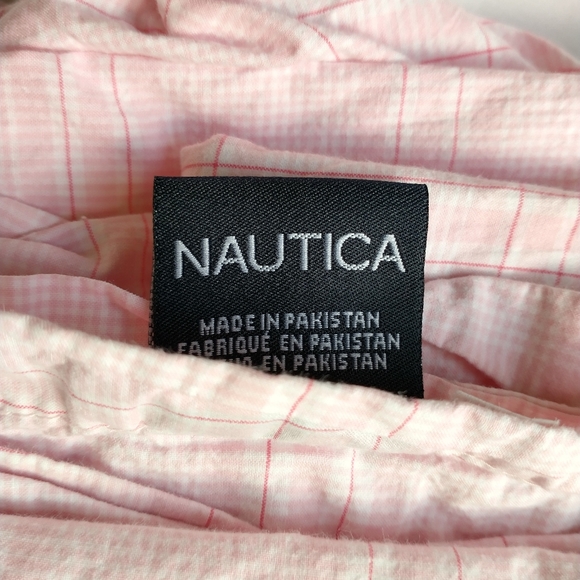 NAUTICA
MADE IN PAKISTAN
FABRIQUÉ EN PAKISTAN
EN PAKISTAN